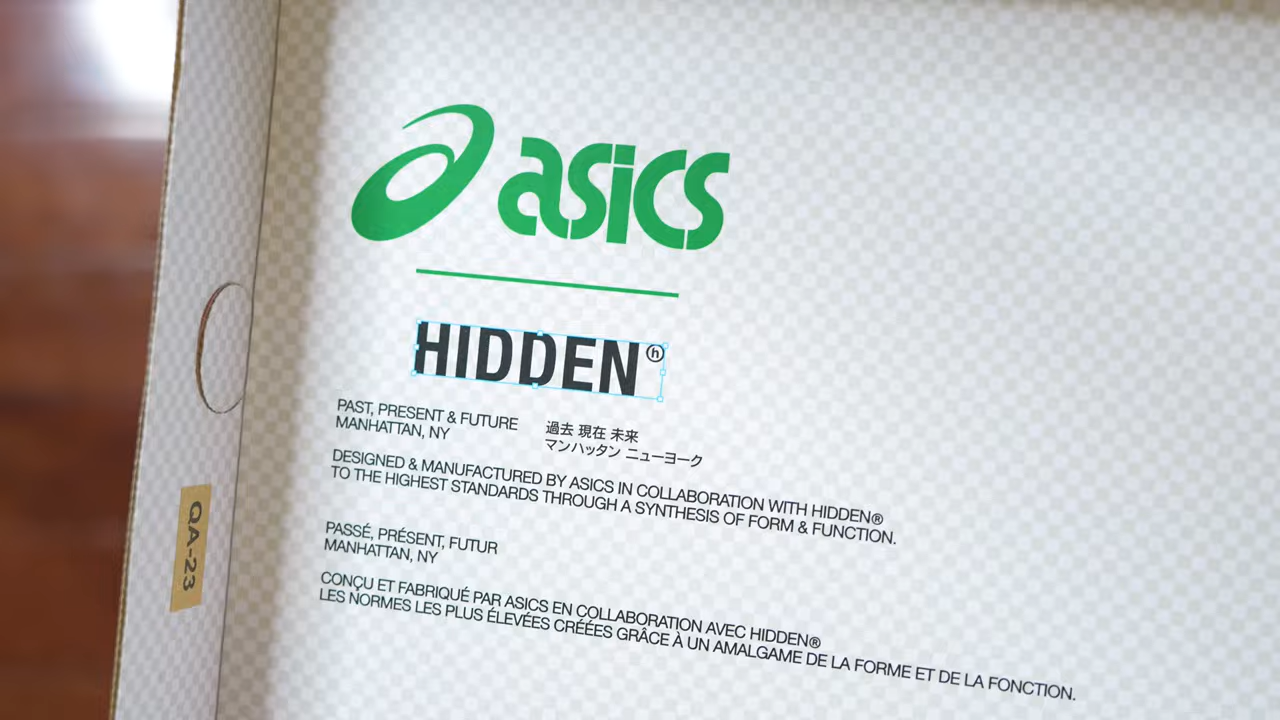 asics
HIDDEN ⓗ
PAST, PRESENT & FUTURE
MANHATTAN, NY
過去 現在 未来
マンハッタン ニューヨーク
DESIGNED & MANUFACTURED BY ASICS IN COLLABORATION WITH HIDDEN®
TO THE HIGHEST STANDARDS THROUGH A SYNTHESIS OF FORM & FUNCTION.
PASSÉ, PRÉSENT, FUTUR
MANHATTAN, NY
CONÇU ET FABRIQUÉ PAR ASICS EN COLLABORATION AVEC HIDDEN®
LES NORMES LES PLUS ÉLEVÉES CRÉÉES GRÂCE À UN AMALGAME DE LA FORME ET DE LA FONCTION.
QA-23